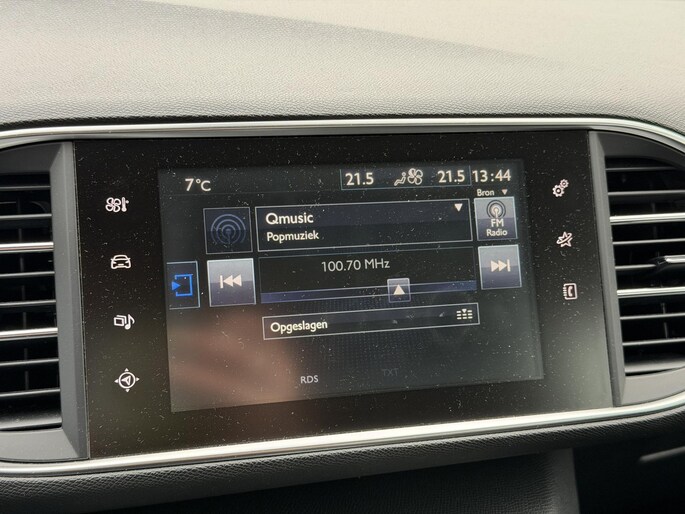 7°C 21.5 21.5 13:44
Bron
Qmusic
Popmuziek
FM
Radio
100.70 MHz
Opgeslagen
RDS TXT